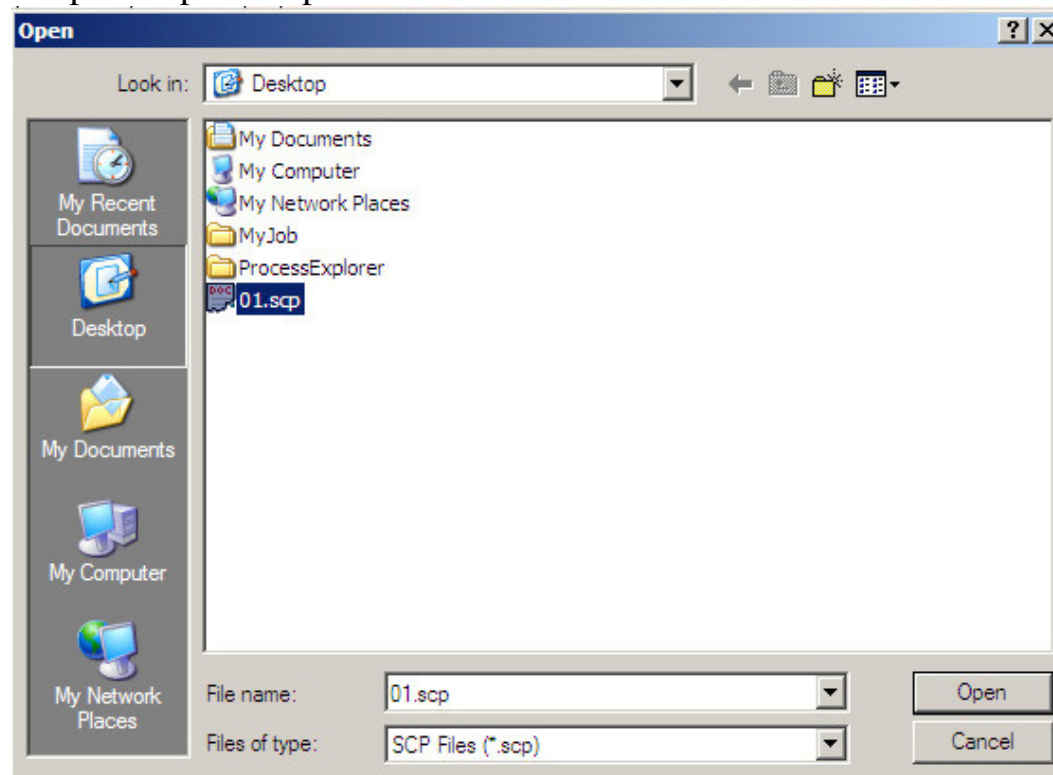 Open
Look in:
Desktop
My Recent
Documents
Desktop
My Documents
My Computer
My Network
Places
My Documents
My Computer
My Network Places
MyJob
ProcessExplorer
DOC
01.scp
File name:
01.scp
Open
Files of type:
SCP Files (*.scp)
Cancel